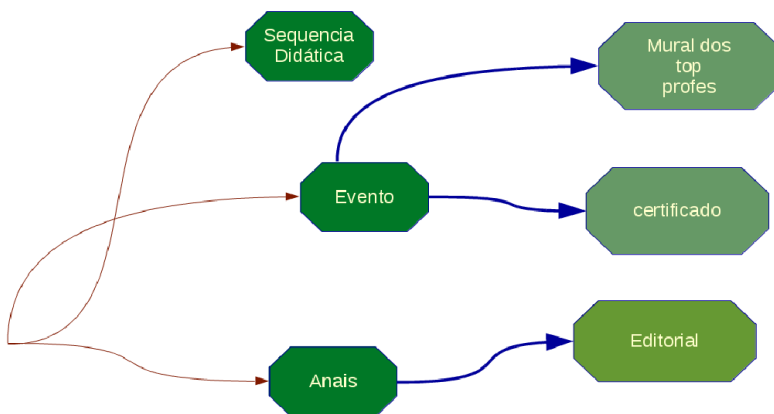 Sequencia
Didática
Mural dos
top
profes
Evento
certificado
Editorial
Anais